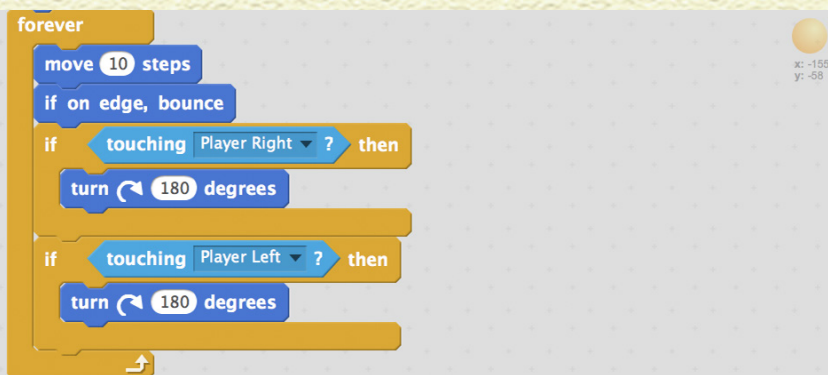 forever
move 10 steps
x: -155
y: -58
if on edge, bounce
if touching Player Right ? then
turn 180 degrees
if touching Player Left ? then
turn 180 degrees